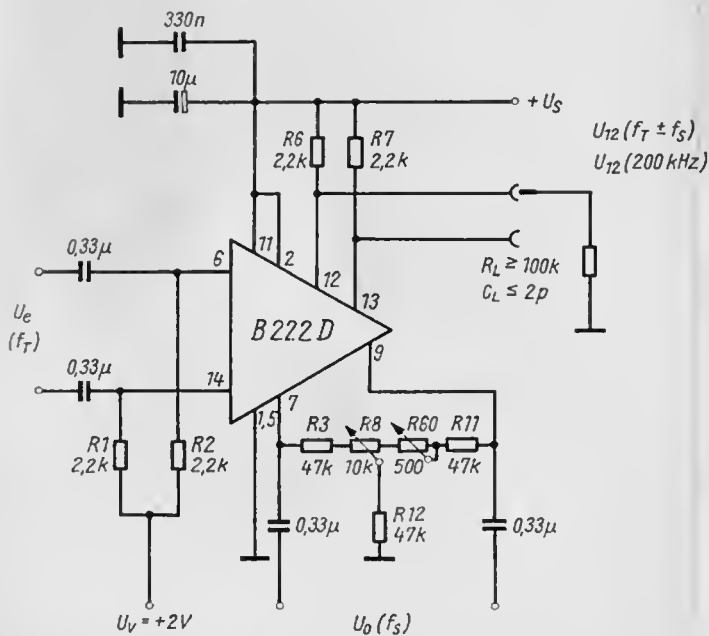 330n
10µ
+ U_S
R6
2,2k
R7
2,2k
U_12 (f_T ± f_S)
U_12 (200 kHz)
0,33µ
6
11
2
12
13
R_L ≥ 100k
C_L ≤ 2p
U_e
(f_T)
B222D
9
0,33µ
14
1,5
7
R1
2,2k
R2
2,2k
R3
47k
R8
10k
R60
500
R11
47k
0,33µ
R12
47k
0,33µ
U_V = +2V
U_0 (f_S)